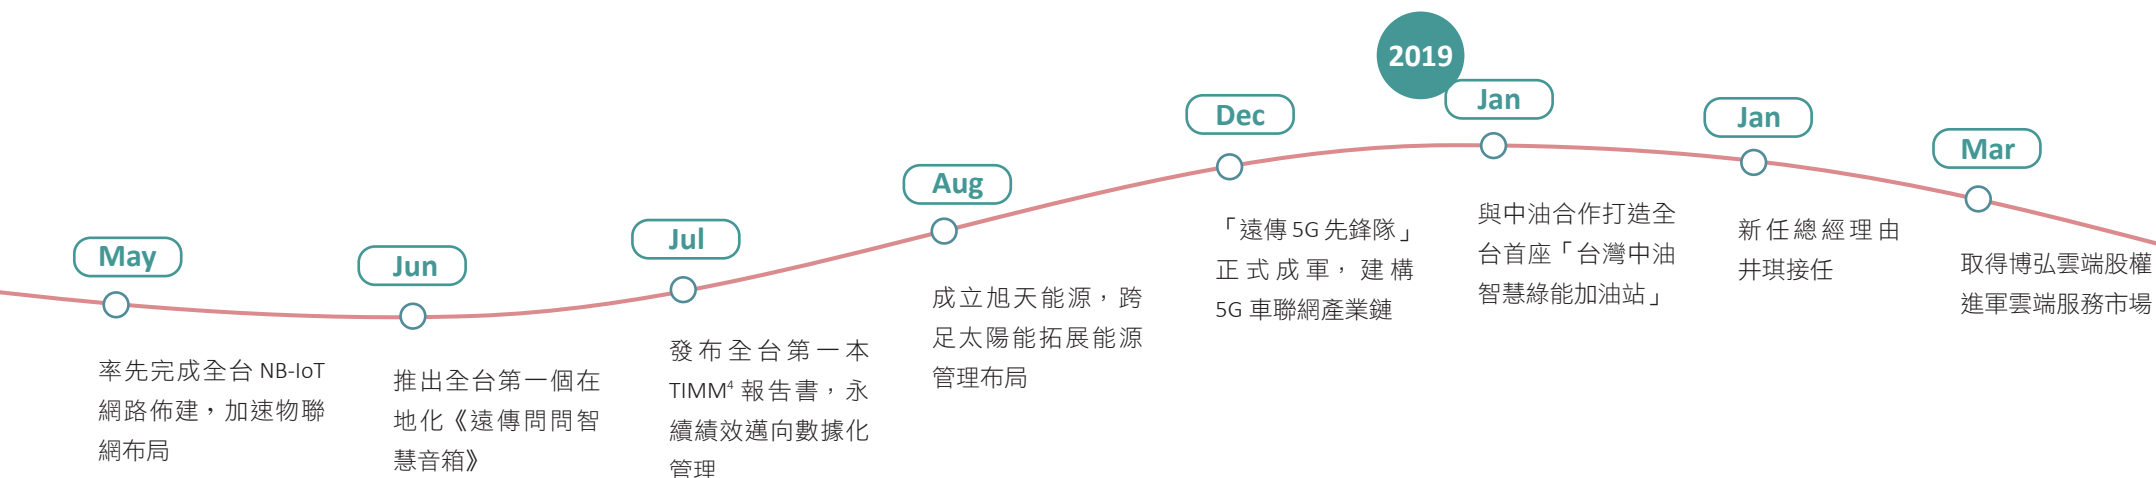 May
率先完成全台 NB-IoT
網路佈建，加速物聯
網布局
Jun
推出全台第一個在
地化《遠傳問問智
慧音箱》
Jul
發布全台第一本
TIMM⁴ 報告書，永
續績效邁向數據化
管理
Aug
成立旭天能源，跨
足太陽能拓展能源
管理布局
Dec
「遠傳 5G 先鋒隊」
正式成軍，建構
5G 車聯網產業鏈
2019
Jan
與中油合作打造全
台首座「台灣中油
智慧綠能加油站」
Jan
新任總經理由
井琪接任
Mar
取得博弘雲端股權
進軍雲端服務市場